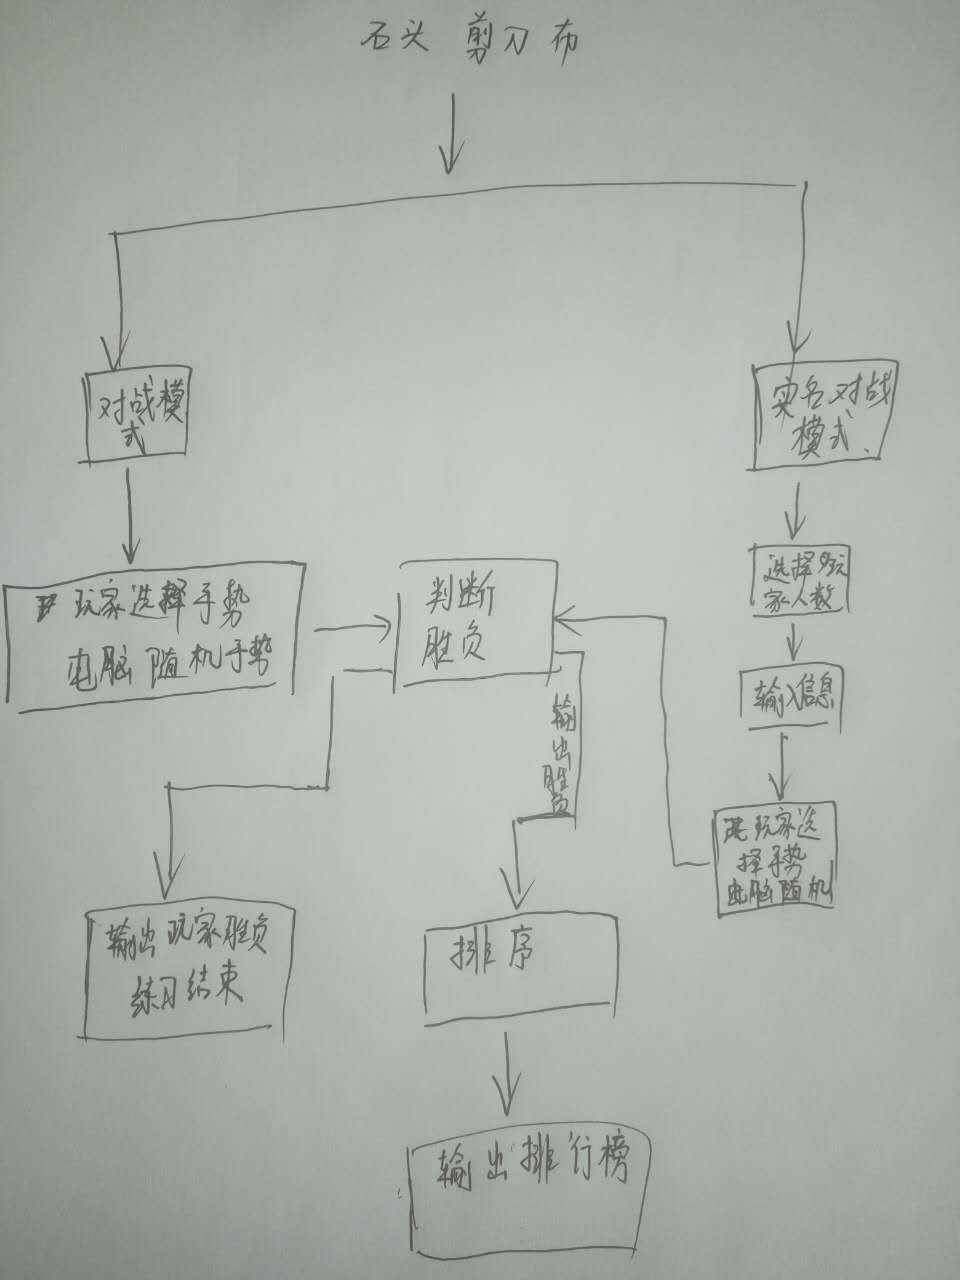 石头 剪刀布
对战模
式
实名对战
模式
选择玩
家人数
玩家选择手势
电脑随机手势
判断
胜负
输入信息
输出胜负
玩家选
择手势
电脑随机
输出玩家胜负
练习结束
排序
输出排行榜